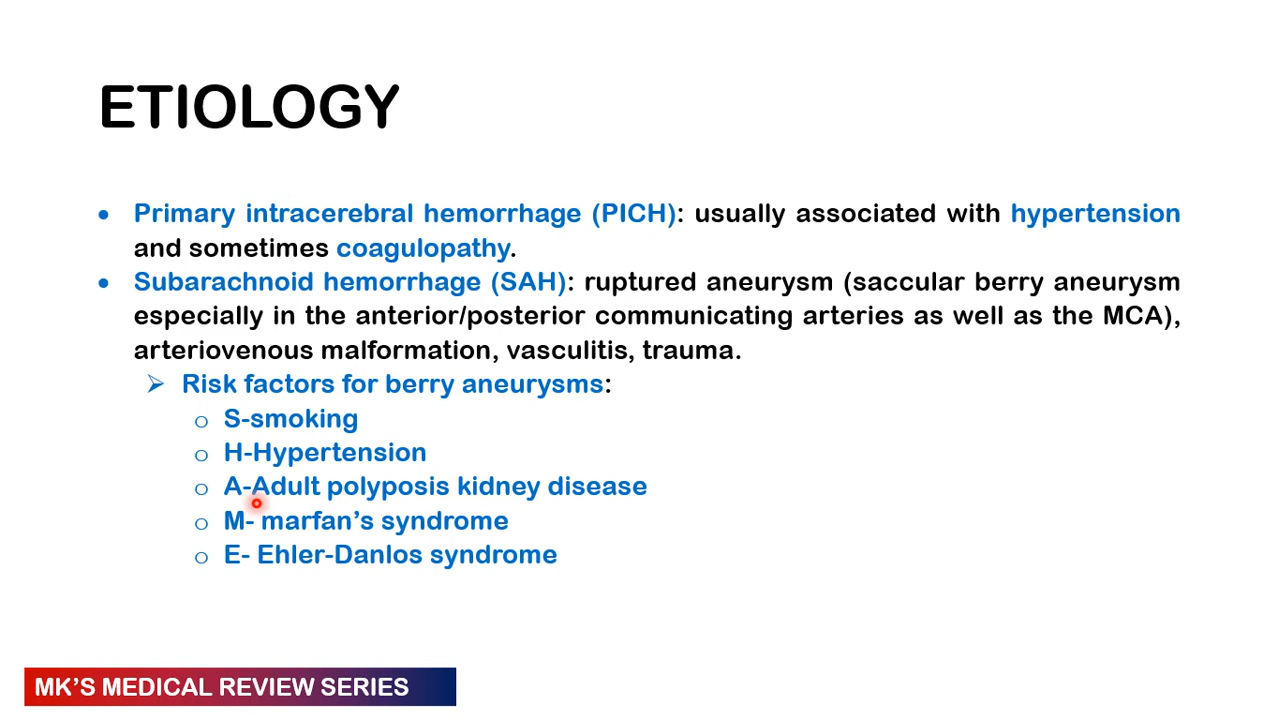 ETIOLOGY
• Primary intracerebral hemorrhage (PICH): usually associated with hypertension
and sometimes coagulopathy.
• Subarachnoid hemorrhage (SAH): ruptured aneurysm (saccular berry aneurysm
especially in the anterior/posterior communicating arteries as well as the MCA),
arteriovenous malformation, vasculitis, trauma.
➢ Risk factors for berry aneurysms:
o S-smoking
o H-Hypertension
o A-Adult polyposis kidney disease
o M- marfan’s syndrome
o E- Ehler-Danlos syndrome
MK’S MEDICAL REVIEW SERIES